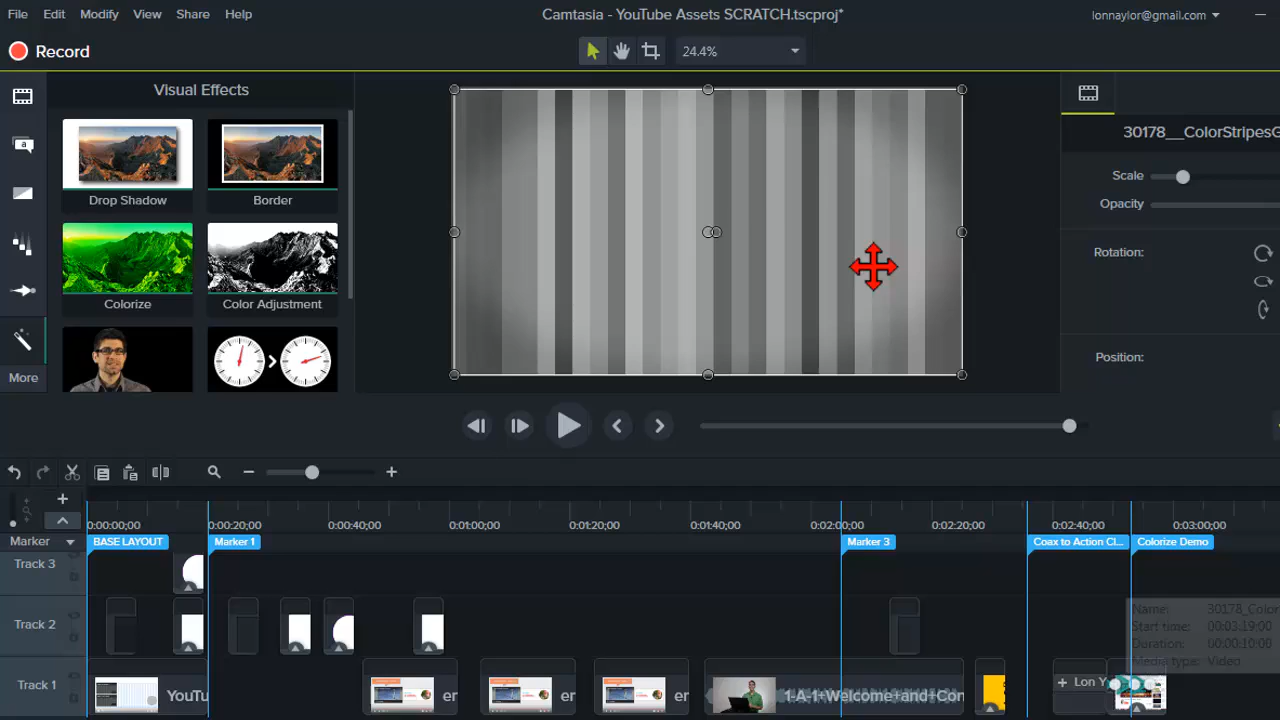 File Edit Modify View Share Help
Camtasia - YouTube Assets SCRATCH.tscproj*
lonnaylor@gmail.com
Record
24.4%
Visual Effects
Drop Shadow
Border
Colorize
Color Adjustment
More
30178__ColorStripesG
Scale
Opacity
Rotation:
Position:
0:00:00;00 0:00:20;00 0:00:40;00 0:01:00;00 0:01:20;00 0:01:40;00 0:02:00;00 0:02:20;00 0:02:40;00 0:03:00;00
Marker
BASE LAYOUT
Marker 1
Marker 3
Coax to Action Cl...
Colorize Demo
Track 3
Track 2
Name: 30178_Color
Start time: 00:03:19;00
Duration: 00:00:10;00
Media type: Video
Track 1
YouTu
er
er
er
1-A-1+Welcend+Con
+ Lon Y